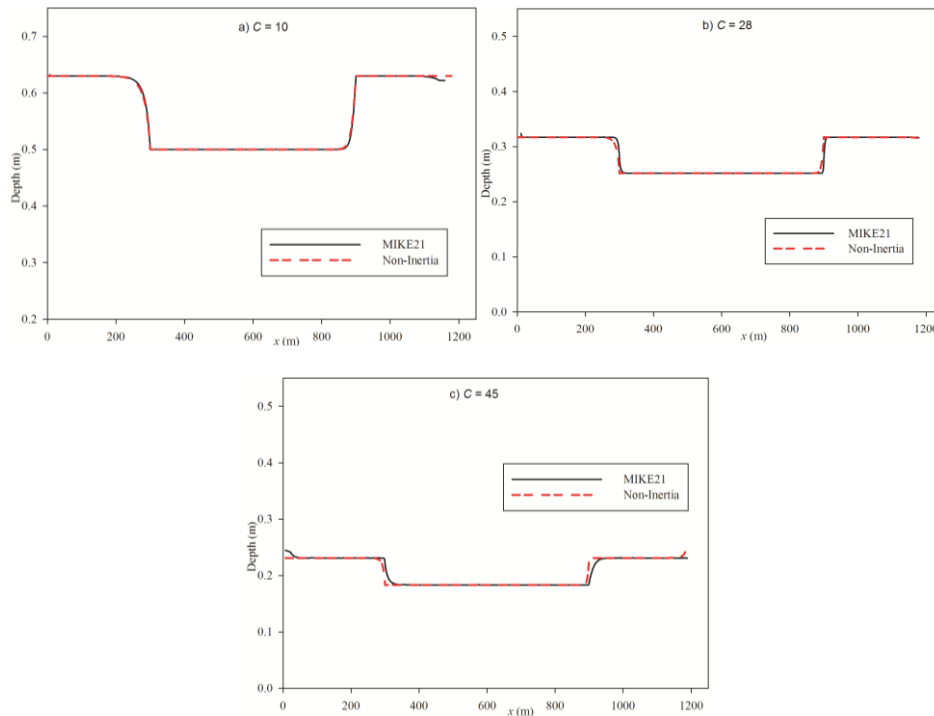 a) C = 10
0.7
0.6
0.5
0.4
0.3
0.2
Depth (m)
MIKE21
Non-Inertia
0 200 400 600 800 1000 1200
x (m)
b) C = 28
0.5
0.4
0.3
0.2
0.1
0.0
Depth (m)
MIKE21
Non-Inertia
0 200 400 600 800 1000 1200
x (m)
c) C = 45
0.5
0.4
0.3
0.2
0.1
0.0
Depth (m)
MIKE21
Non-Inertia
0 200 400 600 800 1000 1200
x (m)